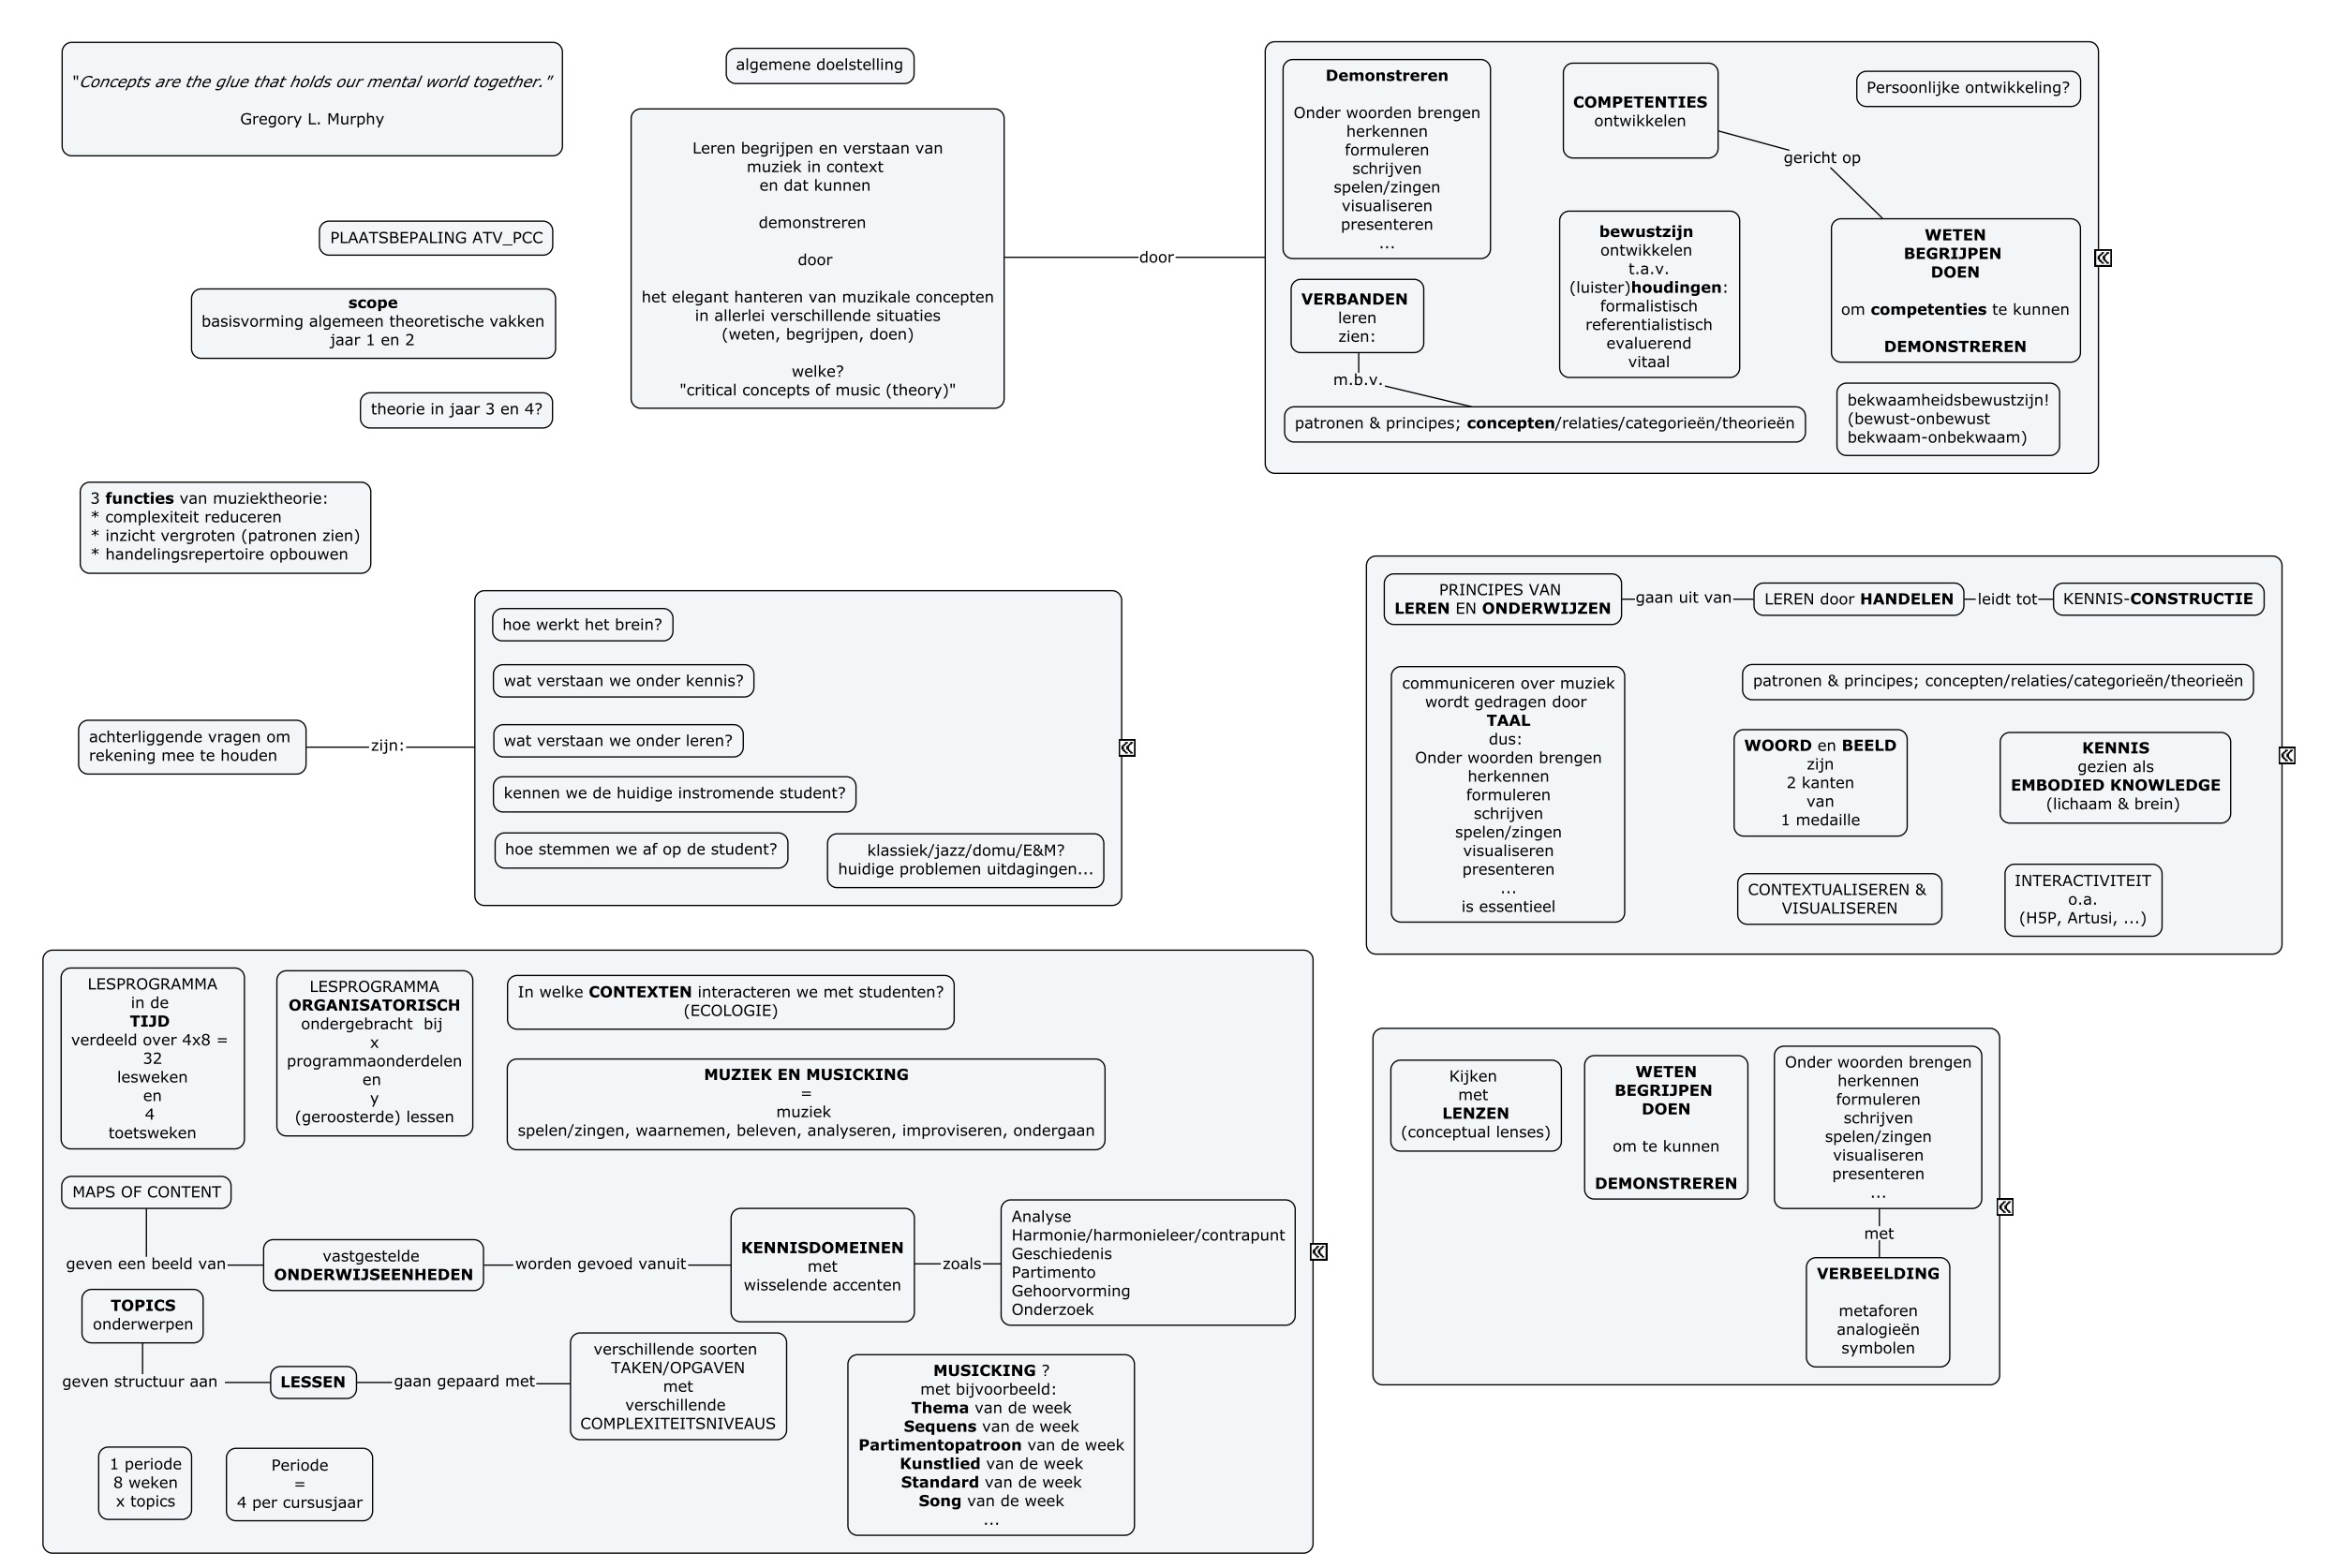 "Concepts are the glue that holds our mental world together."
Gregory L. Murphy
algemene doelstelling
Leren begrijpen en verstaan van
muziek in context
en dat kunnen
demonstreren
door
het elegant hanteren van muzikale concepten
in allerlei verschillende situaties
(weten, begrijpen, doen)
welke?
"critical concepts of music (theory)"
PLAATSBEPALING ATV_PCC
scope
basisvorming algemeen theoretische vakken
jaar 1 en 2
theorie in jaar 3 en 4?
door
Demonstreren
Onder woorden brengen
herkennen
formuleren
schrijven
spelen/zingen
visualiseren
presenteren
...
COMPETENTIES
ontwikkelen
Persoonlijke ontwikkeling?
gericht op
bewustzijn
ontwikkelen
t.a.v.
(luister)houdingen:
formalistisch
referentialistisch
evaluerend
vitaal
WETEN
BEGRIJPEN
DOEN
om competenties te kunnen
DEMONSTREREN
VERBANDEN
leren
zien:
m.b.v.
patronen & principes; concepten/relaties/categorieën/theorieën
bekwaamheidsbewustzijn!
(bewust-onbewust
bekwaam-onbekwaam)
3 functies van muziektheorie:
* complexiteit reduceren
* inzicht vergroten (patronen zien)
* handelingsrepertoire opbouwen
achterliggende vragen om
rekening mee te houden
zijn:
hoe werkt het brein?
wat verstaan we onder kennis?
wat verstaan we onder leren?
kennen we de huidige instromende student?
hoe stemmen we af op de student?
klassiek/jazz/domu/E&M?
huidige problemen uitdagingen...
PRINCIPES VAN
LEREN EN ONDERWIJZEN
gaan uit van
LEREN door HANDELEN
leidt tot
KENNIS-CONSTRUCTIE
communiceren over muziek
wordt gedragen door
TAAL
dus:
Onder woorden brengen
herkennen
formuleren
schrijven
spelen/zingen
visualiseren
presenteren
...
is essentieel
patronen & principes; concepten/relaties/categorieën/theorieën
WOORD en BEELD
zijn
2 kanten
van
1 medaille
KENNIS
gezien als
EMBODIED KNOWLEDGE
(lichaam & brein)
CONTEXTUALISEREN &
VISUALISEREN
INTERACTIVITEIT
o.a.
(H5P, Artusi, ...)
LESPROGRAMMA
in de
TIJD
verdeeld over 4x8 =
32
lesweken
en
4
toetsweken
LESPROGRAMMA
ORGANISATORISCH
ondergebracht bij
x
programmaonderdelen
en
y
(geroosterde) lessen
In welke CONTEXTEN interacteren we met studenten?
(ECOLOGIE)
MUZIEK EN MUSICKING
=
muziek
spelen/zingen, waarnemen, beleven, analyseren, improviseren, ondergaan
MAPS OF CONTENT
geven een beeld van
vastgestelde
ONDERWIJSEENHEDEN
worden gevoed vanuit
KENNISDOMEINEN
met
wisselende accenten
zoals
Analyse
Harmonie/harmonieleer/contrapunt
Geschiedenis
Partimento
Gehoorvorming
Onderzoek
TOPICS
onderwerpen
geven structuur aan
LESSEN
gaan gepaard met
verschillende soorten
TAKEN/OPGAVEN
met
verschillende
COMPLEXITEITSNIVEAUS
MUSICKING ?
met bijvoorbeeld:
Thema van de week
Sequens van de week
Partimentopatroon van de week
Kunstlied van de week
Standard van de week
Song van de week
...
1 periode
8 weken
x topics
Periode
=
4 per cursusjaar
Kijken
met
LENZEN
(conceptual lenses)
WETEN
BEGRIJPEN
DOEN
om te kunnen
DEMONSTREREN
Onder woorden brengen
herkennen
formuleren
schrijven
spelen/zingen
visualiseren
presenteren
...
met
VERBEELDING
metaforen
analogieën
symbolen